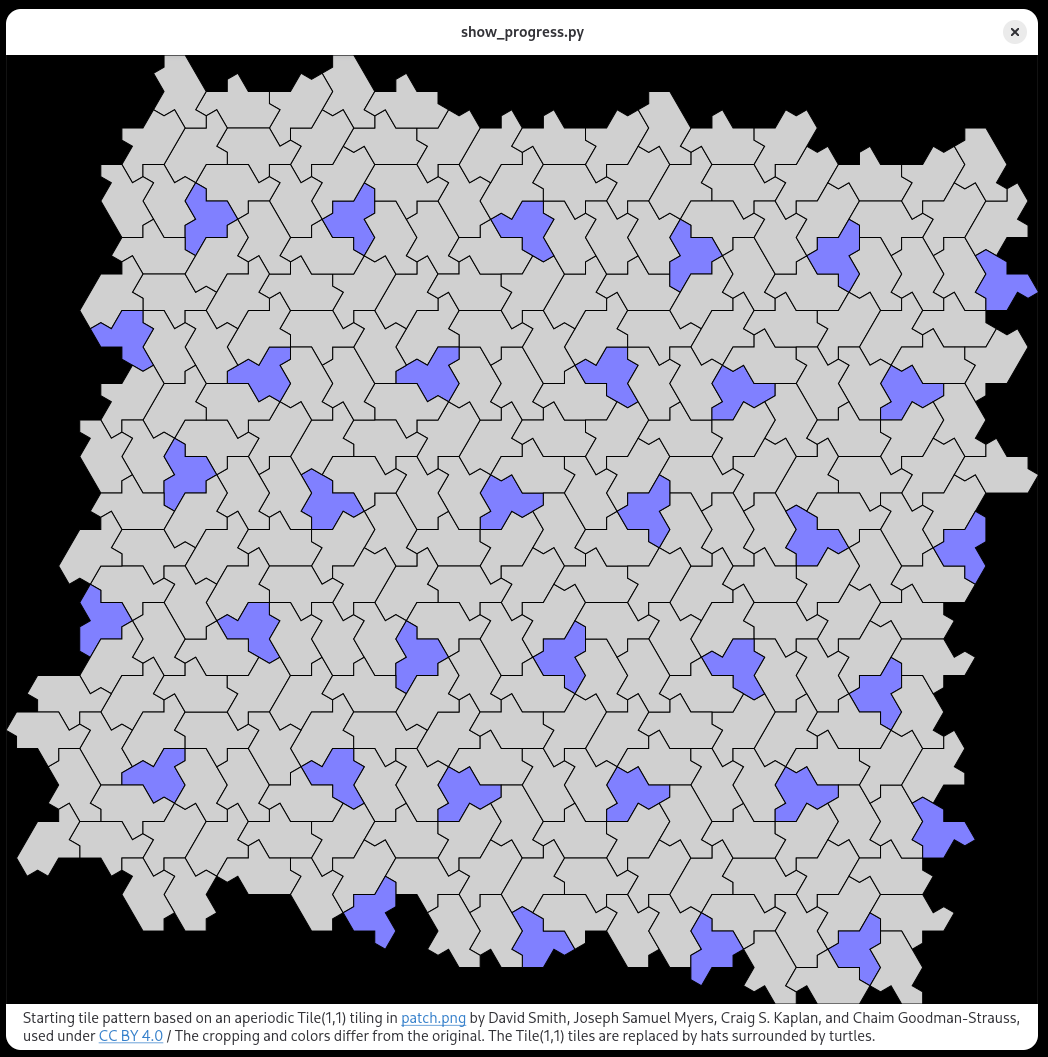 show_progress.py
Starting tile pattern based on an aperiodic Tile(1,1) tiling in patch.png by David Smith, Joseph Samuel Myers, Craig S. Kaplan, and Chaim Goodman-Strauss,
used under CC BY 4.0 / The cropping and colors differ from the original. The Tile(1,1) tiles are replaced by hats surrounded by turtles.